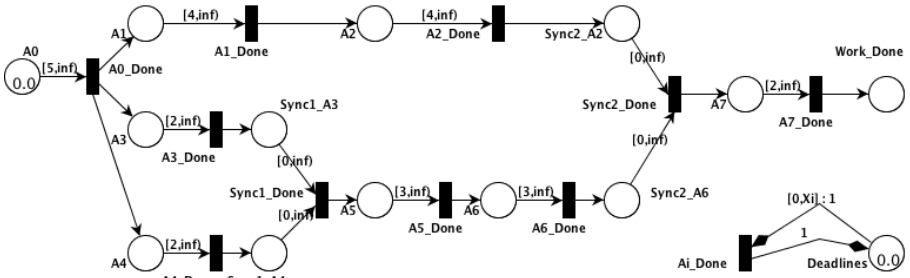 A0
0.0
[5,inf)
A0_Done
A1
[4,inf)
A1_Done
A2
[4,inf)
A2_Done
Sync2_A2
[0,inf)
Work_Done
Sync2_Done
A7
[2,inf)
A7_Done
A3
[2,inf)
A3_Done
Sync1_A3
[0,inf)
[0,inf)
Sync1_Done
A5
[3,inf)
A5_Done
A6
[3,inf)
A6_Done
Sync2_A6
[0,inf)
A4
[2,inf)
[0,Xi] : 1
1
Ai_Done
Deadlines
0.0